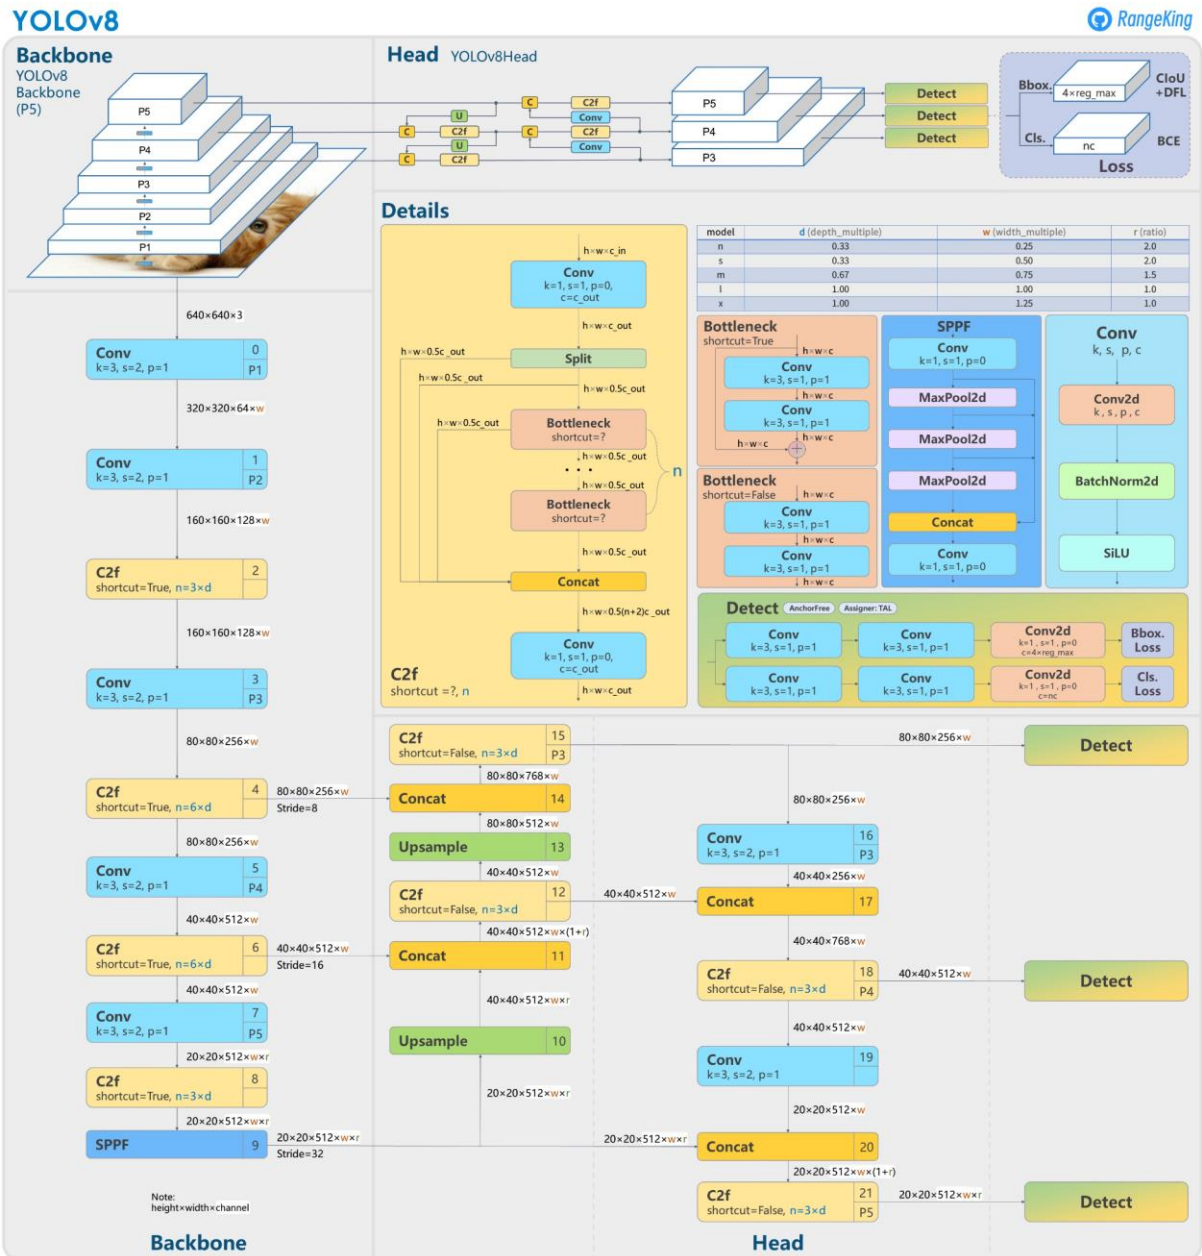 YOLOv8
RangeKing
Backbone
YOLOv8
Backbone
(P5)
P5
P4
P3
P2
P1
Head YOLOv8Head
C
C2f
U
Conv
C
C2f
C
C2f
U
Conv
C
C2f
P5
P4
P3
Detect
Detect
Detect
Bbox.
4×reg_max
CIoU
+DFL
Cls.
nc
BCE
Loss
Details
h×w×c_in
Conv
k=1, s=1, p=0,
c=c_out
h×w×c_out
h×w×0.5c_out
Split
h×w×0.5c_out
h×w×0.5c_out
Bottleneck
shortcut=?
h×w×0.5c_out
...
n
h×w×0.5c_out
Bottleneck
shortcut=?
h×w×0.5c_out
Concat
h×w×0.5(n+2)c_out
Conv
k=1, s=1, p=0,
c=c_out
C2f
shortcut =?, n
h×w×c_out
model d (depth_multiple) w (width_multiple) r (ratio)
n 0.33 0.25 2.0
s 0.33 0.50 2.0
m 0.67 0.75 1.5
l 1.00 1.00 1.0
x 1.00 1.25 1.0
Bottleneck
shortcut=True
h×w×c
Conv
k=3, s=1, p=1
h×w×c
Conv
k=3, s=1, p=1
h×w×c
h×w×c
+
Bottleneck
shortcut=False
h×w×c
Conv
k=3, s=1, p=1
h×w×c
Conv
k=3, s=1, p=1
h×w×c
SPPF
Conv
k=1, s=1, p=0
MaxPool2d
MaxPool2d
MaxPool2d
Concat
Conv
k=1, s=1, p=0
Conv
k, s, p, c
Conv2d
k, s, p, c
BatchNorm2d
SiLU
Detect AnchorFree Assigner: TAL
Conv
k=3, s=1, p=1
Conv
k=3, s=1, p=1
Conv2d
k=1, s=1, p=0
c=4×reg_max
Bbox.
Loss
Conv
k=3, s=1, p=1
Conv
k=3, s=1, p=1
Conv2d
k=1, s=1, p=0
c=nc
Cls.
Loss
640×640×3
Conv
k=3, s=2, p=1
0
P1
320×320×64×w
Conv
k=3, s=2, p=1
1
P2
160×160×128×w
C2f
shortcut=True, n=3×d
2
160×160×128×w
Conv
k=3, s=2, p=1
3
P3
80×80×256×w
C2f
shortcut=True, n=6×d
4
80×80×256×w
Stride=8
80×80×256×w
Conv
k=3, s=2, p=1
5
P4
40×40×512×w
C2f
shortcut=True, n=6×d
6
40×40×512×w
Stride=16
40×40×512×w
Conv
k=3, s=2, p=1
7
P5
20×20×512×w×r
C2f
shortcut=True, n=3×d
8
20×20×512×w×r
SPPF
9
20×20×512×w×r
Stride=32
Note:
height×width×channel
Backbone
C2f
shortcut=False, n=3×d
15
P3
80×80×768×w
Concat
14
80×80×512×w
Upsample
13
40×40×512×w
C2f
shortcut=False, n=3×d
12
40×40×512×w
40×40×512×w×(1+r)
Concat
11
40×40×512×w×r
Upsample
10
20×20×512×w×r
80×80×256×w
Detect
80×80×256×w
Conv
k=3, s=2, p=1
16
P3
40×40×256×w
Concat
17
40×40×768×w
C2f
shortcut=False, n=3×d
18
P4
40×40×512×w
Detect
40×40×512×w
Conv
k=3, s=2, p=1
19
20×20×512×w
20×20×512×w×r
Concat
20
20×20×512×w×(1+r)
C2f
shortcut=False, n=3×d
21
P5
20×20×512×w×r
Detect
Head